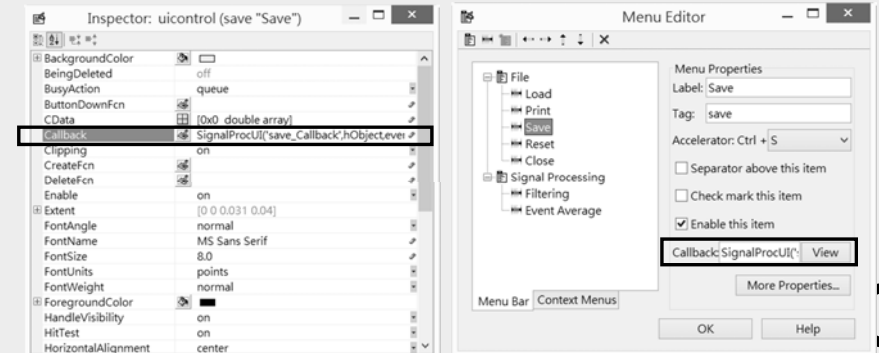 Inspector: uicontrol (save "Save")
BackgroundColor
BeingDeleted off
BusyAction queue
ButtonDownFcn
CData [0x0 double array]
Callback SignalProcUI('save_Callback',hObject,ever
Clipping on
CreateFcn
DeleteFcn
Enable on
Extent [0 0 0.031 0.04]
FontAngle normal
FontName MS Sans Serif
FontSize 8.0
FontUnits points
FontWeight normal
ForegroundColor
HandleVisibility on
HitTest on
HorizontalAlignment center
Menu Editor
File
Load
Print
Save
Reset
Close
Signal Processing
Filtering
Event Average
Menu Bar Context Menus
Menu Properties
Label: Save
Tag: save
Accelerator: Ctrl + S
Separator above this item
Check mark this item
Enable this item
Callback: SignalProcUI(': View
More Properties...
OK Help